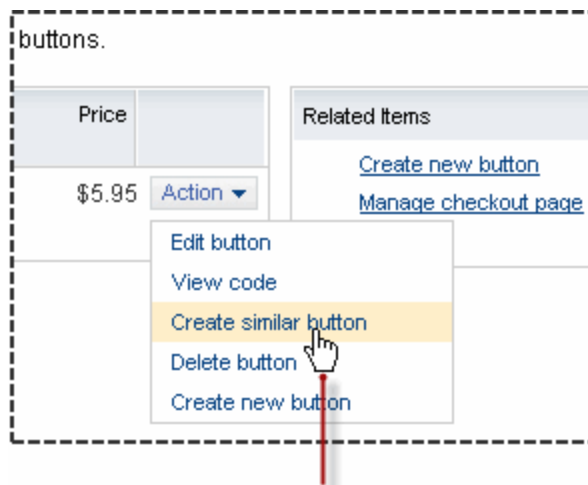 buttons.
Price
Related Items
$5.95
Action
Create new button
Manage checkout page
Edit button
View code
Create similar button
Delete button
Create new button